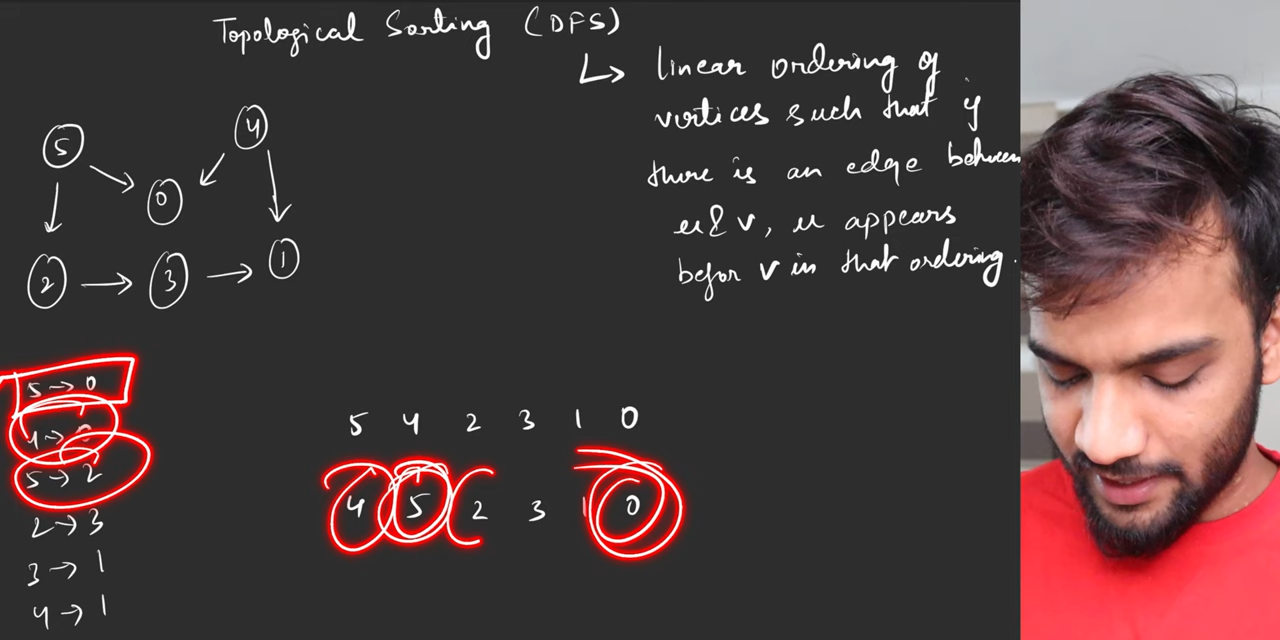 Topological Sorting (DFS)
↳ linear ordering of
vertices such that if
there is an edge between
u & v, u appears
befor v in that ordering.
5
4
0
2
3
1
5 → 0
4 → 0
5 → 2
2 → 3
3 → 1
4 → 1
5 4 2 3 1 0
4 5 2 3 1 0